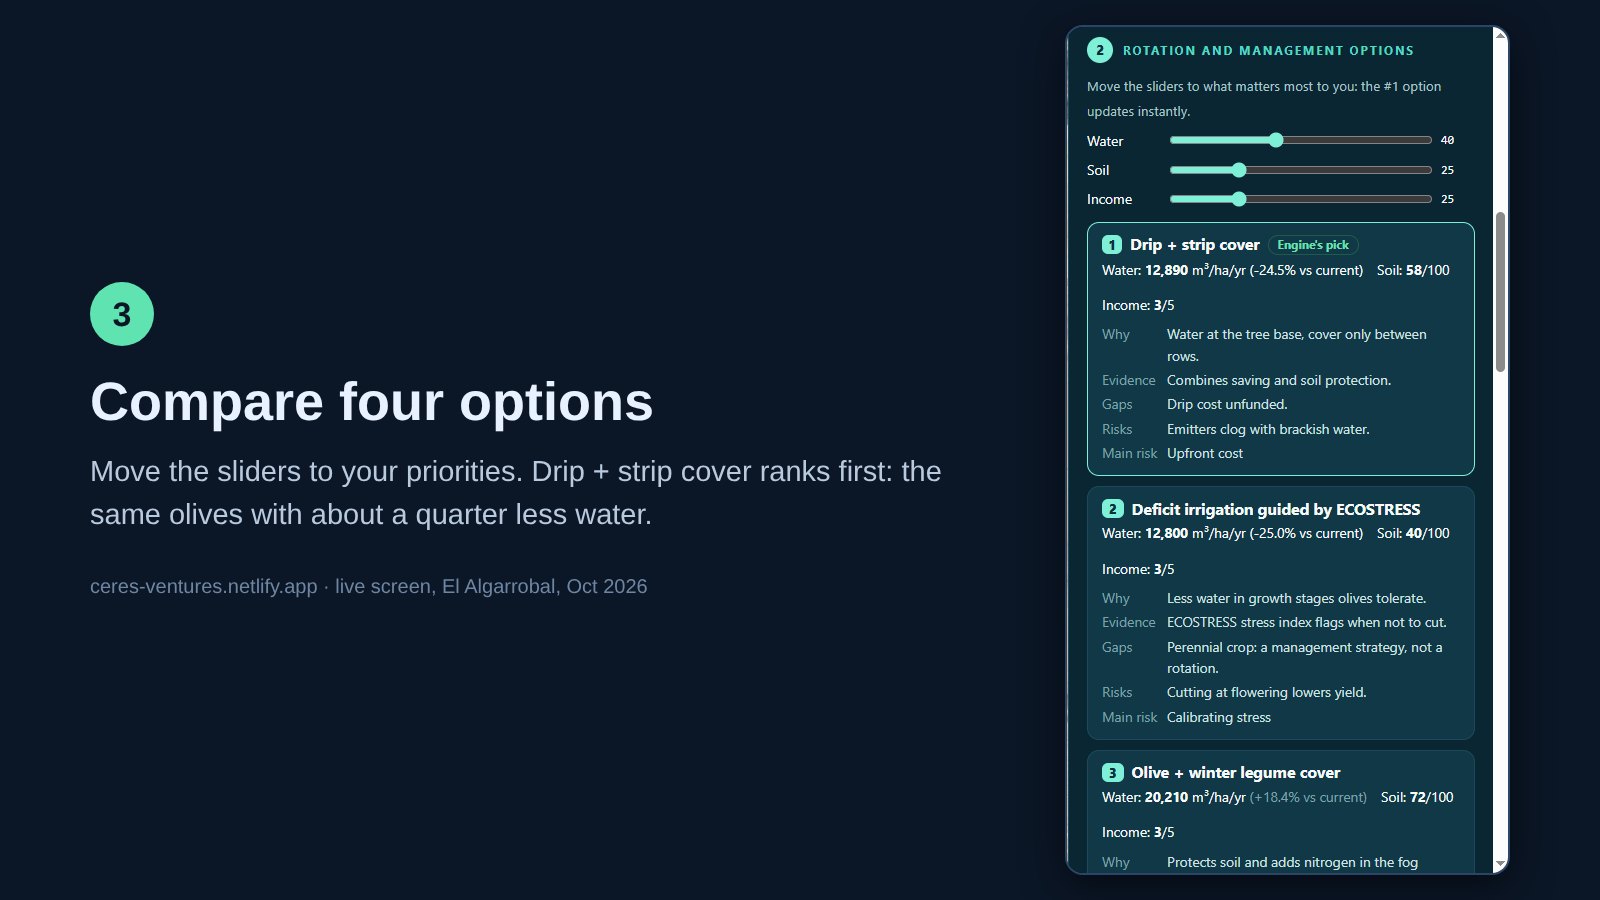 3
Compare four options
Move the sliders to your priorities. Drip + strip cover ranks first: the
same olives with about a quarter less water.
ceres-ventures.netlify.app · live screen, El Algarrobal, Oct 2026
2 ROTATION AND MANAGEMENT OPTIONS
Move the sliders to what matters most to you: the #1 option
updates instantly.
Water 40
Soil 25
Income 25
1 Drip + strip cover Engine's pick
Water: 12,890 m³/ha/yr (-24.5% vs current) Soil: 58/100
Income: 3/5
Why Water at the tree base, cover only between
rows.
Evidence Combines saving and soil protection.
Gaps Drip cost unfunded.
Risks Emitters clog with brackish water.
Main risk Upfront cost
2 Deficit irrigation guided by ECOSTRESS
Water: 12,800 m³/ha/yr (-25.0% vs current) Soil: 40/100
Income: 3/5
Why Less water in growth stages olives tolerate.
Evidence ECOSTRESS stress index flags when not to cut.
Gaps Perennial crop: a management strategy, not a
rotation.
Risks Cutting at flowering lowers yield.
Main risk Calibrating stress
3 Olive + winter legume cover
Water: 20,210 m³/ha/yr (+18.4% vs current) Soil: 72/100
Income: 3/5
Why Protects soil and adds nitrogen in the fog